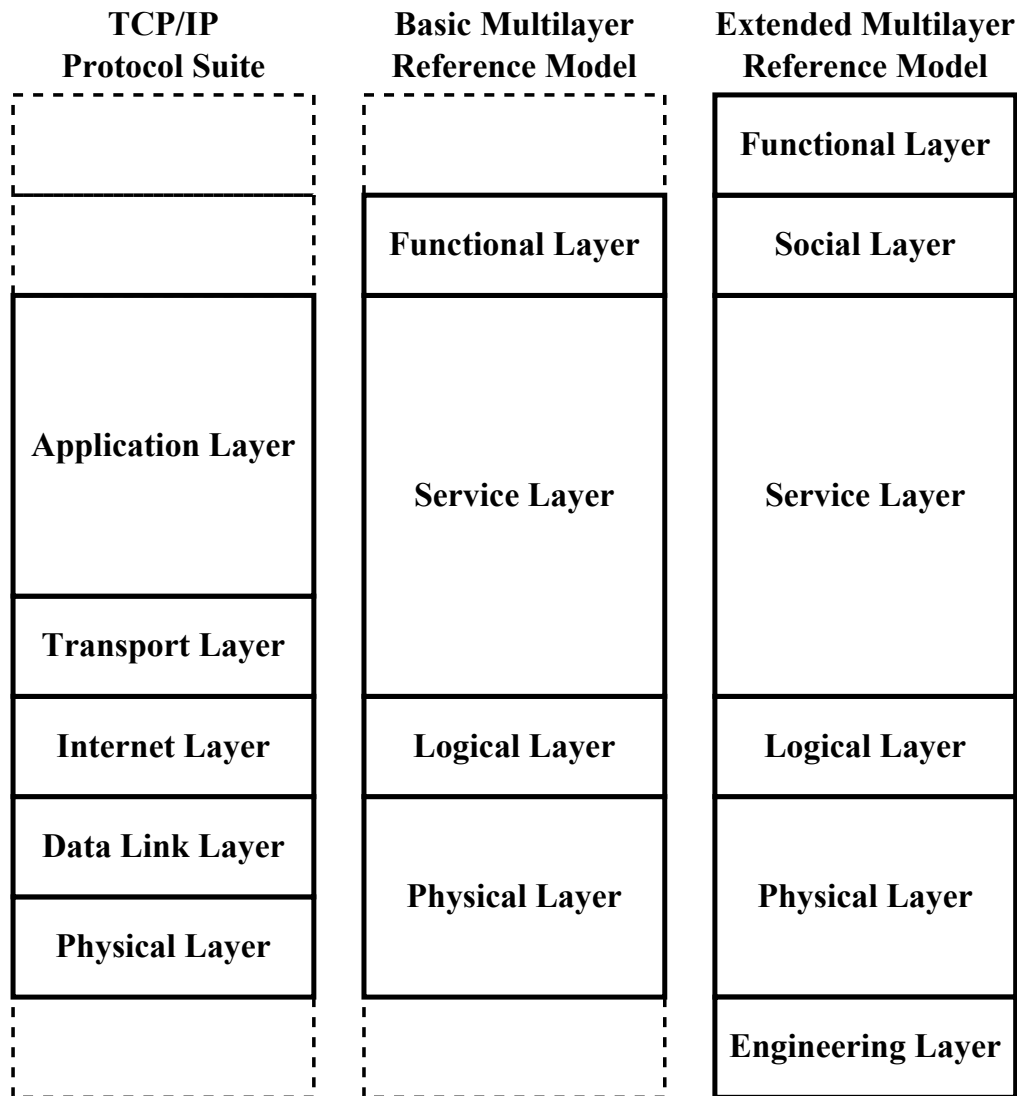 TCP/IP
Protocol Suite
Basic Multilayer
Reference Model
Extended Multilayer
Reference Model
Application Layer
Transport Layer
Internet Layer
Data Link Layer
Physical Layer
Functional Layer
Service Layer
Logical Layer
Physical Layer
Functional Layer
Social Layer
Service Layer
Logical Layer
Physical Layer
Engineering Layer